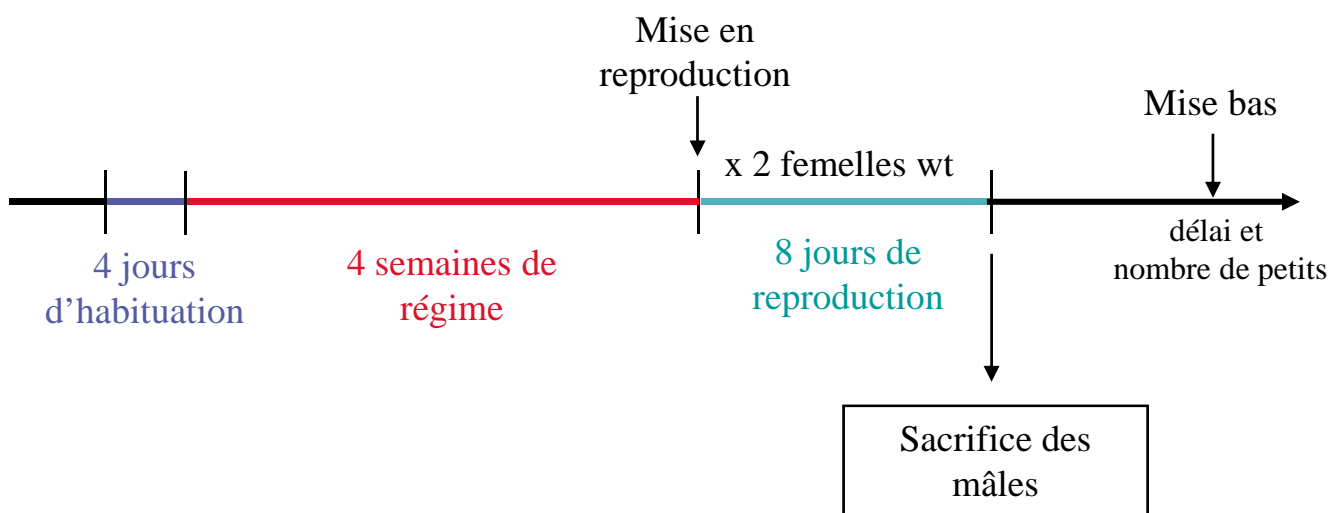 Mise en
reproduction
Mise bas
x 2 femelles wt
4 jours
d’habituation
4 semaines de
régime
8 jours de
reproduction
délai et
nombre de petits
Sacrifice des
mâles